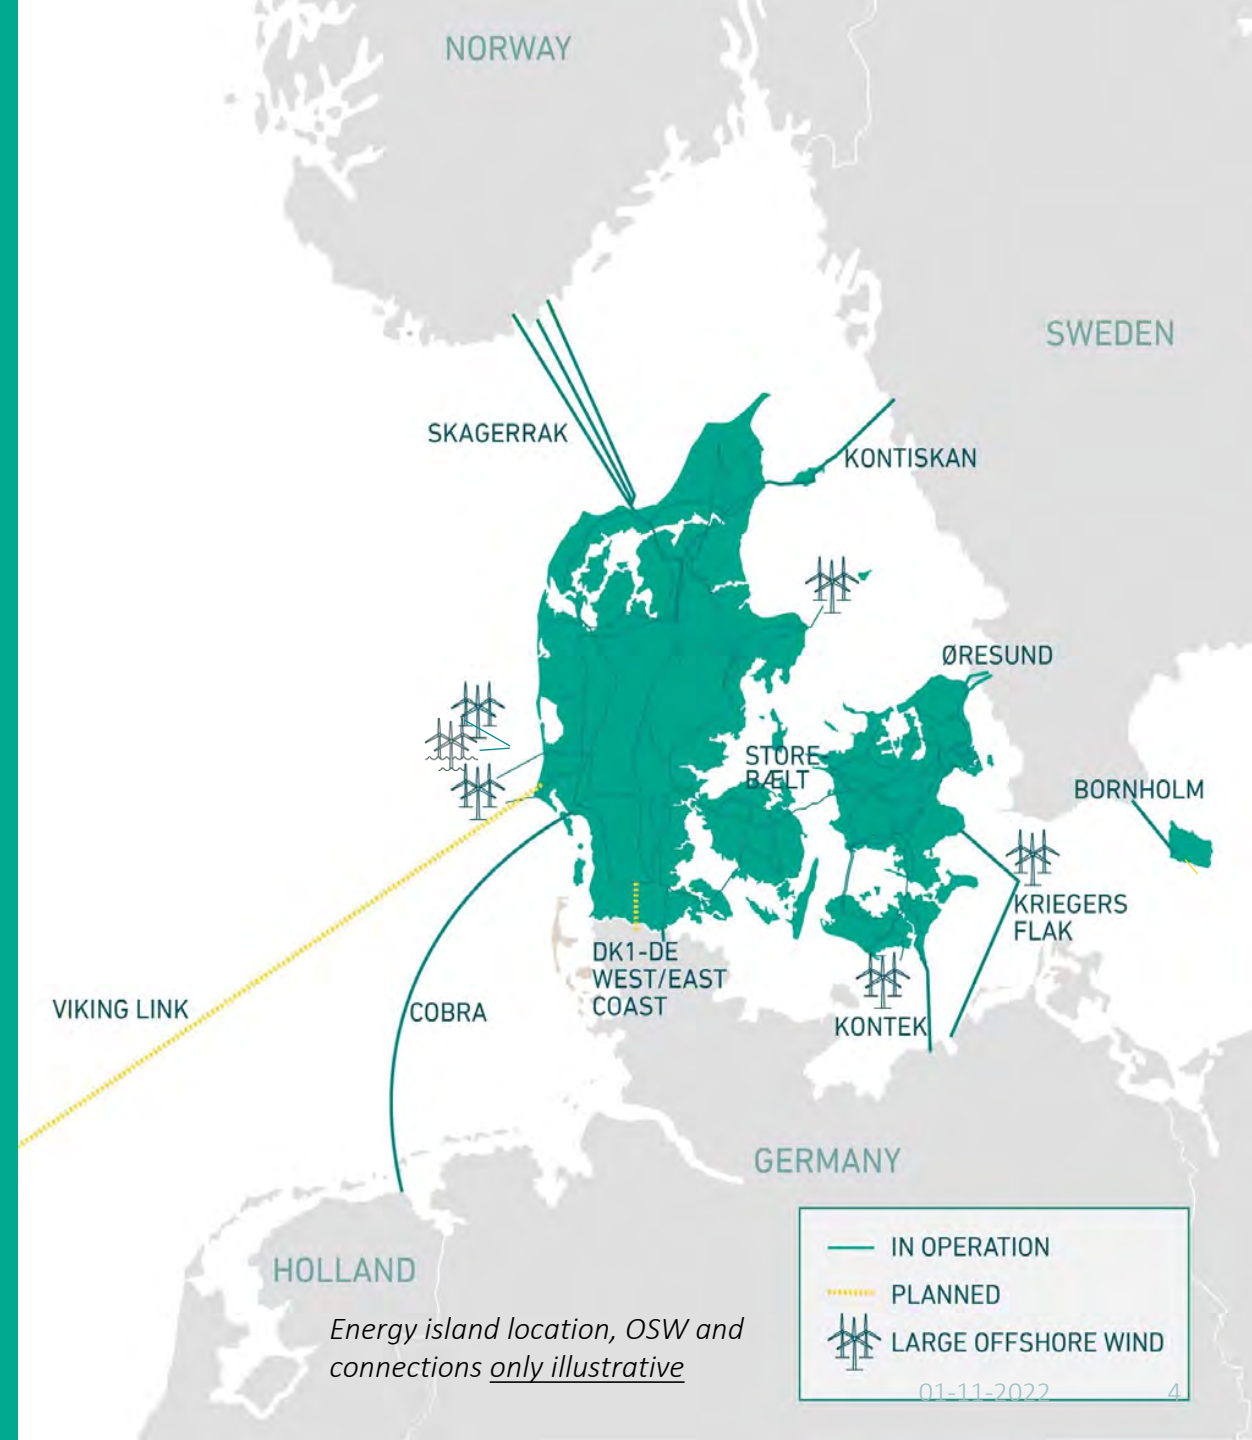 NORWAY
SWEDEN
SKAGERRAK
KONTISKAN
ØRESUND
STORE-
BÆLT
BORNHOLM
KRIEGERS
FLAK
DK1-DE
WEST/EAST
COAST
VIKING LINK
COBRA
KONTEK
GERMANY
HOLLAND
IN OPERATION
PLANNED
LARGE OFFSHORE WIND
Energy island location, OSW and
connections only illustrative
01-11-2022
4